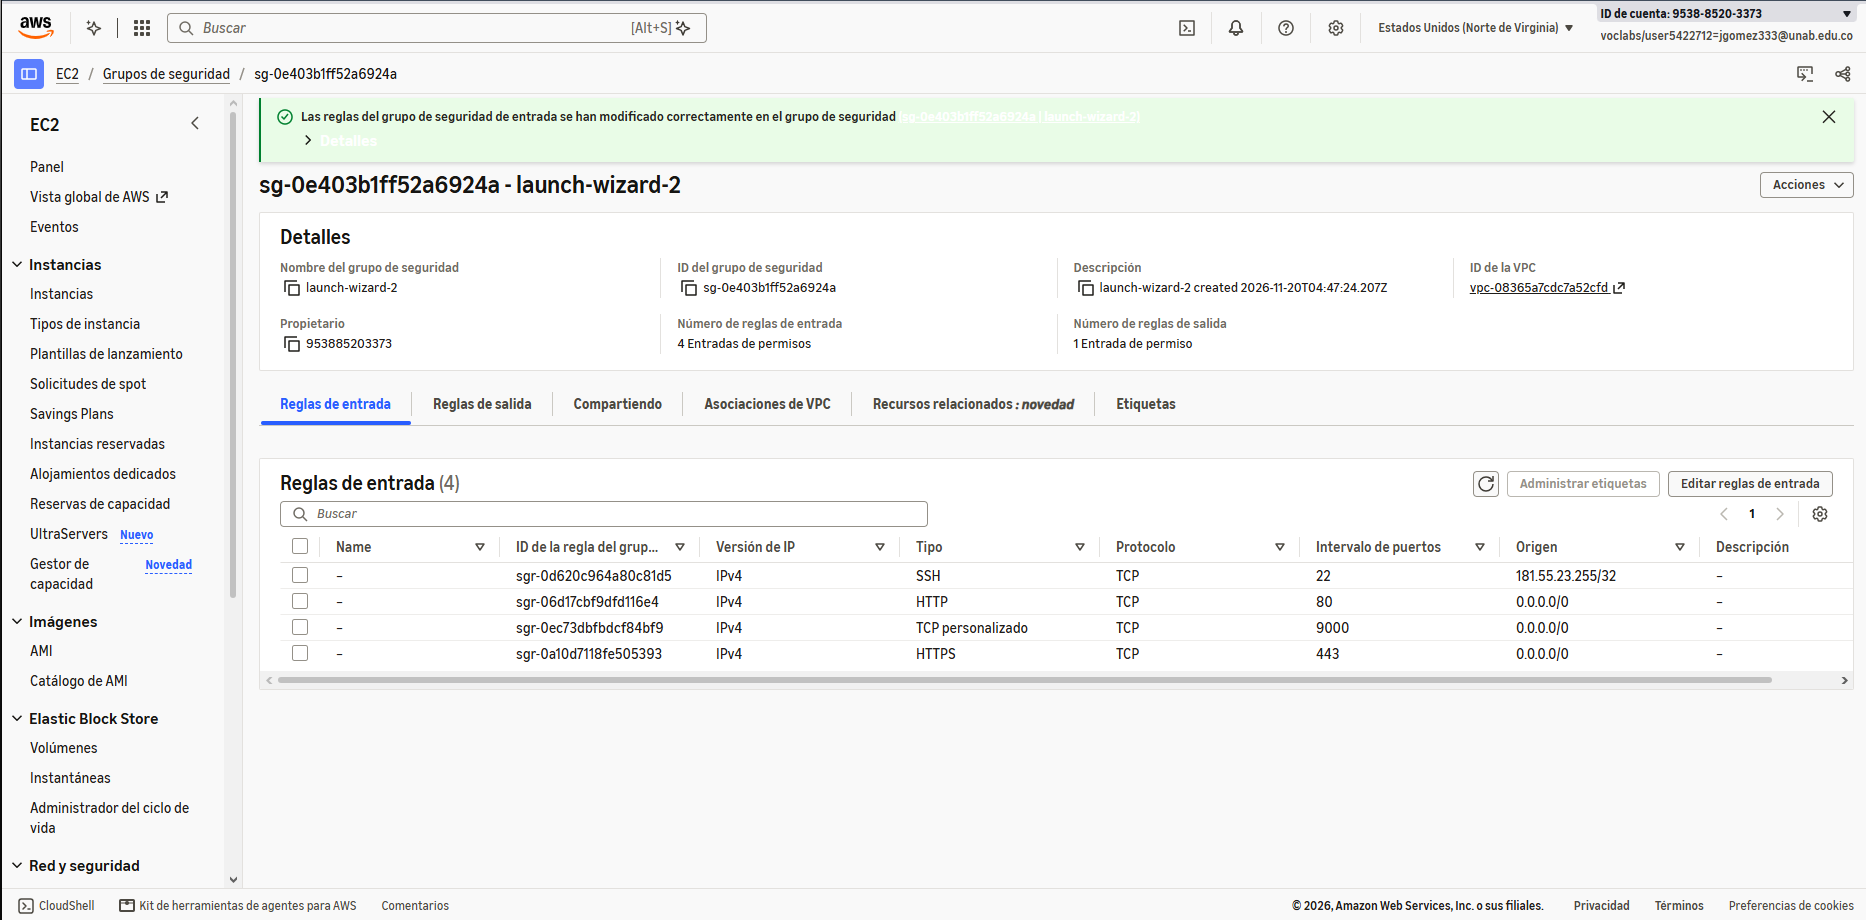 aws
Buscar
[Alt+S]
Estados Unidos (Norte de Virginia)
ID de cuenta: 9538-8520-3373
voclabs/user5422712=jgomez333@unab.edu.co
EC2 / Grupos de seguridad / sg-0e403b1ff52a6924a
EC2
Panel
Vista global de AWS
Eventos
Instancias
Instancias
Tipos de instancia
Plantillas de lanzamiento
Solicitudes de spot
Savings Plans
Instancias reservadas
Alojamientos dedicados
Reservas de capacidad
UltraServers Nuevo
Gestor de Novedad
capacidad
Imágenes
AMI
Catálogo de AMI
Elastic Block Store
Volúmenes
Instantáneas
Administrador del ciclo de
vida
Red y seguridad
Las reglas del grupo de seguridad de entrada se han modificado correctamente en el grupo de seguridad (sg-0e403b1ff52a6924a | launch-wizard-2)
Detalles
sg-0e403b1ff52a6924a - launch-wizard-2
Acciones
Detalles
Nombre del grupo de seguridad
launch-wizard-2
ID del grupo de seguridad
sg-0e403b1ff52a6924a
Descripción
launch-wizard-2 created 2026-11-20T04:47:24.207Z
ID de la VPC
vpc-08365a7cdc7a52cfd
Propietario
953885203373
Número de reglas de entrada
4 Entradas de permisos
Número de reglas de salida
1 Entrada de permiso
Reglas de entrada
Reglas de salida
Compartiendo
Asociaciones de VPC
Recursos relacionados : novedad
Etiquetas
Reglas de entrada (4)
Administrar etiquetas
Editar reglas de entrada
Buscar
1
Name ID de la regla del grup... Versión de IP Tipo Protocolo Intervalo de puertos Origen Descripción
– sgr-0d620c964a80c81d5 IPv4 SSH TCP 22 181.55.23.255/32 –
– sgr-06d17cbf9dfd116e4 IPv4 HTTP TCP 80 0.0.0.0/0 –
– sgr-0ec73dbfbdcf84bf9 IPv4 TCP personalizado TCP 9000 0.0.0.0/0 –
– sgr-0a10d7118fe505393 IPv4 HTTPS TCP 443 0.0.0.0/0 –
CloudShell
Kit de herramientas de agentes para AWS
Comentarios
© 2026, Amazon Web Services, Inc. o sus filiales.
Privacidad
Términos
Preferencias de cookies